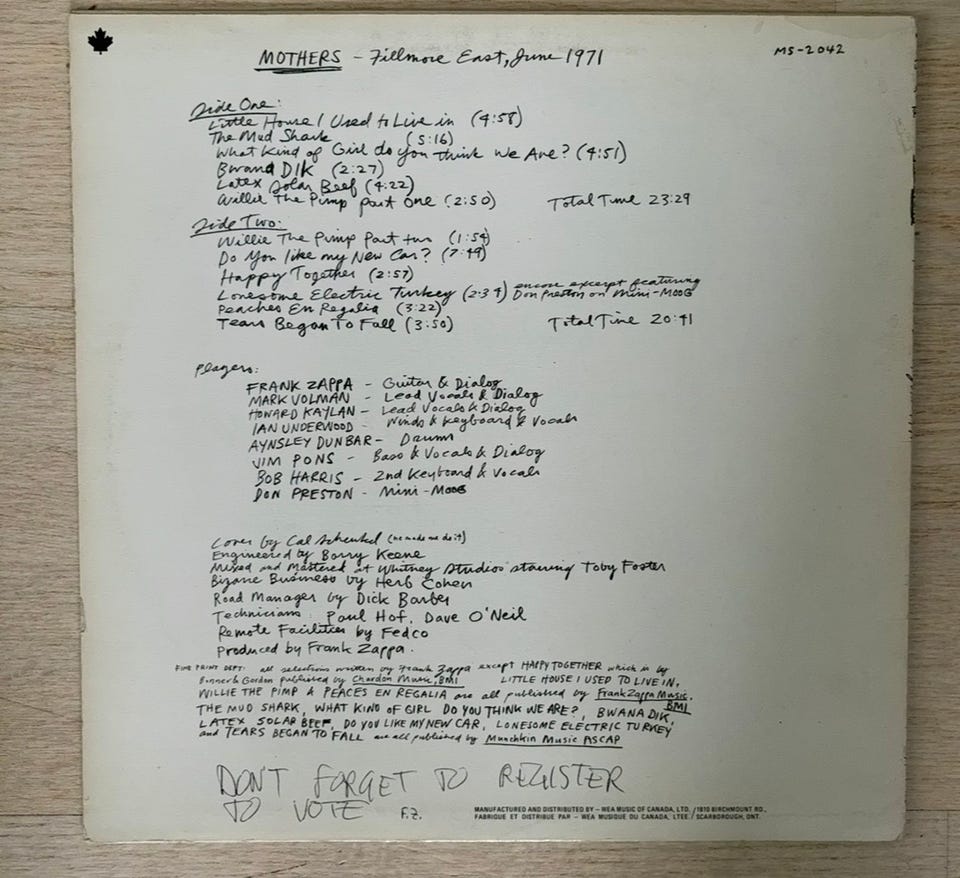 MOTHERS - Fillmore East, June 1971
MS-2042
Side One:
Little House I Used to Live in (4:58)
The Mud Shark (5:16)
What Kind of Girl do you think We Are? (4:51)
Bwana DIK (2:27)
Latex Solar Beef (4:22)
Willie The Pimp part One (2:50) Total Time 23:29
Side Two:
Willie The Pimp Part two (1:54)
Do You like my New Car? (7:49)
Happy Together (2:57)
Lonesome Electric Turkey (2:34) encore excerpt featuring
Don Preston on Mini-MOOG
Peaches En Regalia (3:22)
Tears Began To Fall (3:50) Total Time 20:41
Players:
FRANK ZAPPA - Guitar & Dialog
MARK VOLMAN - Lead Vocals & Dialog
HOWARD KAYLAN - Lead Vocals & Dialog
IAN UNDERWOOD - Winds & Keyboard & Vocals
AYNSLEY DUNBAR - Drums
JIM PONS - Bass & Vocals & Dialog
BOB HARRIS - 2nd Keyboard & Vocals
DON PRESTON - Mini-MOOG
Cover by Cal Schenkel (he made me do it)
Engineered by Barry Keene
Mixed and Mastered at Whitney Studios starring Toby Foster
Bizarre Business by Herb Cohen
Road Manager by Dick Barber
Technicians: Paul Hof, Dave O'Neil
Remote Facilities by Fedco
Produced by Frank Zappa.
FINE PRINT DEPT: all selections written by Frank Zappa except HAPPY TOGETHER which is by
Bonner & Gordon published by Chardon Music, BMI LITTLE HOUSE I USED TO LIVE IN,
WILLIE THE PIMP & PEACES EN REGALIA are all published by Frank Zappa Music,
BMI
THE MUD SHARK, WHAT KIND OF GIRL DO YOU THINK WE ARE?, BWANA DIK,
LATEX SOLAR BEEF, DO YOU LIKE MY NEW CAR, LONESOME ELECTRIC TURKEY
and TEARS BEGAN TO FALL are all published by Munchkin Music ASCAP
DON'T FORGET TO REGISTER
TO VOTE F.Z.
MANUFACTURED AND DISTRIBUTED BY - WEA MUSIC OF CANADA, LTD. / 1810 BIRCHMOUNT RD.,
FABRIQUE ET DISTRIBUE PAR - WEA MUSIQUE DU CANADA, LTEE. / SCARBOROUGH, ONT.